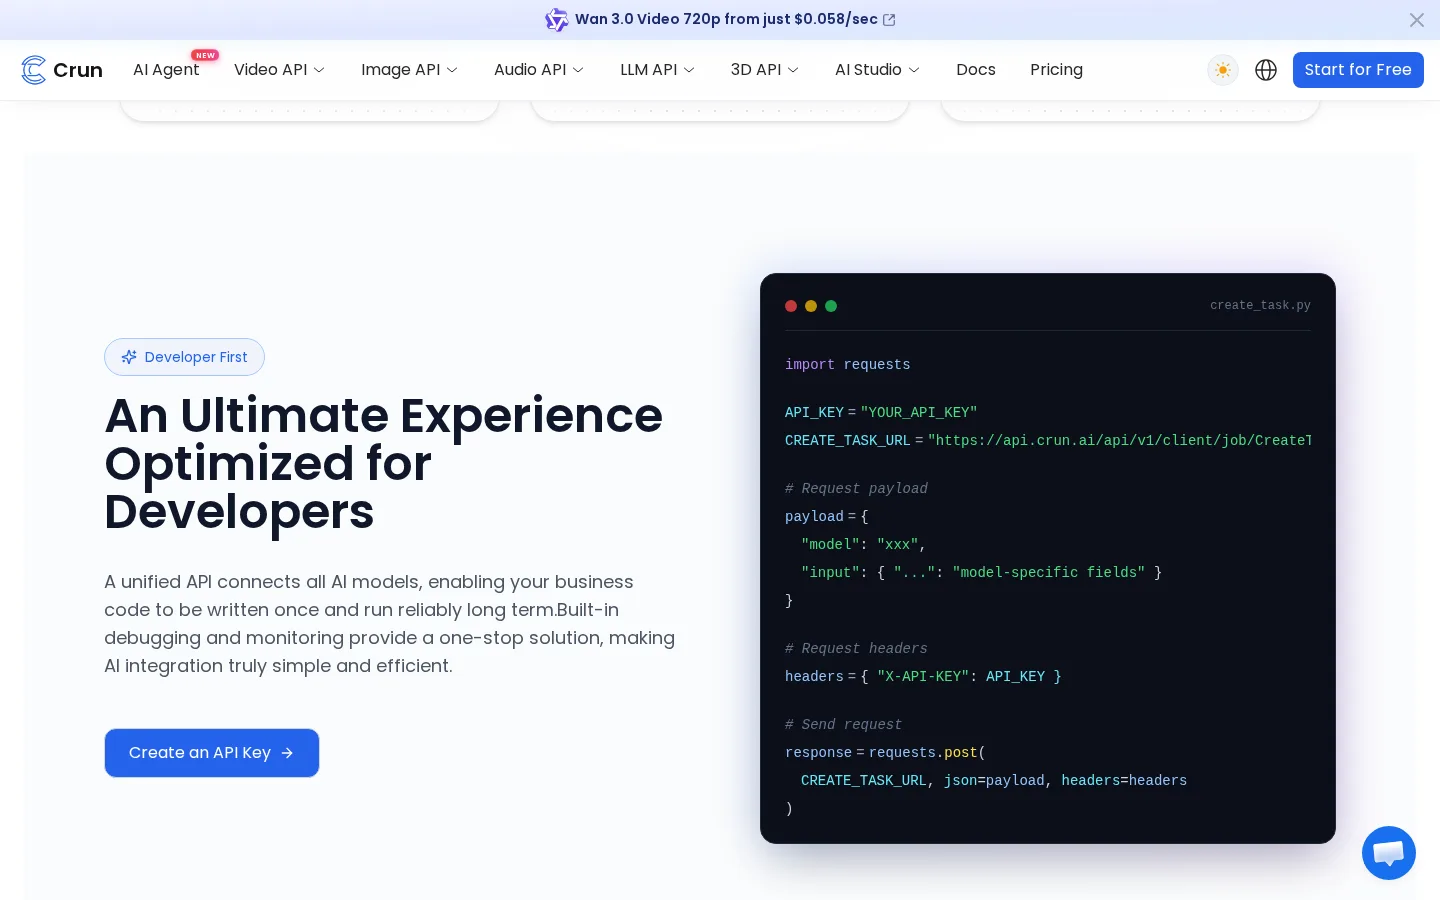 Wan 3.0 Video 720p from just $0.058/sec
Crun
AI Agent
NEW
Video API
Image API
Audio API
LLM API
3D API
AI Studio
Docs
Pricing
Start for Free
Developer First
An Ultimate Experience
Optimized for
Developers
A unified API connects all AI models, enabling your business
code to be written once and run reliably long term.Built-in
debugging and monitoring provide a one-stop solution, making
AI integration truly simple and efficient.
Create an API Key
create_task.py
import requests
API_KEY = "YOUR_API_KEY"
CREATE_TASK_URL = "https://api.crun.ai/api/v1/client/job/CreateT
# Request payload
payload = {
"model": "xxx",
"input": { "...": "model-specific fields" }
}
# Request headers
headers = { "X-API-KEY": API_KEY }
# Send request
response = requests.post(
CREATE_TASK_URL, json=payload, headers=headers
)